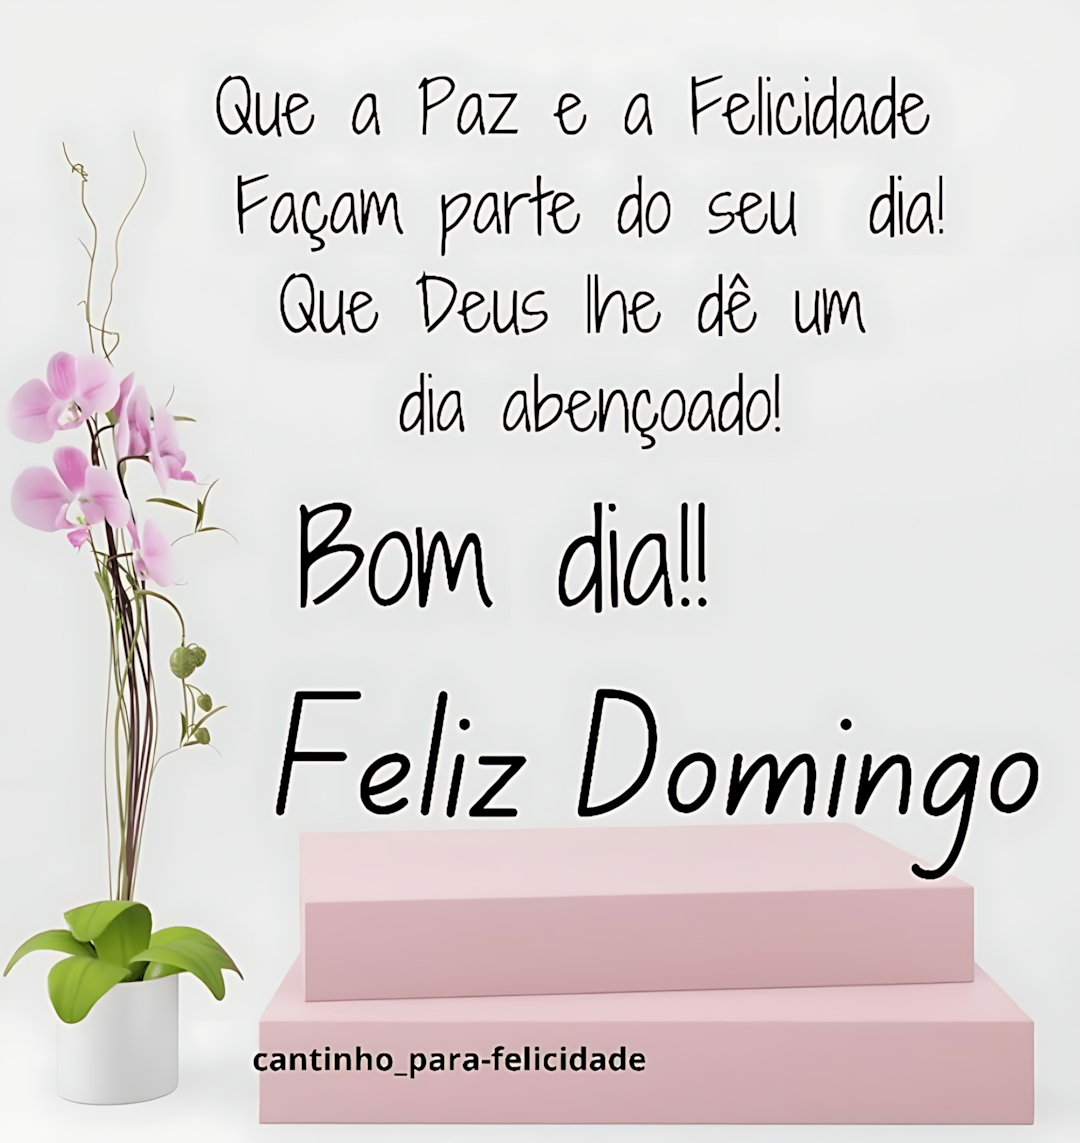 Que a Paz e a Felicidade
Façam parte do seu dia!
Que Deus lhe dê um
dia abençoado!
Bom dia!!
Feliz Domingo
cantinho_para-felicidade